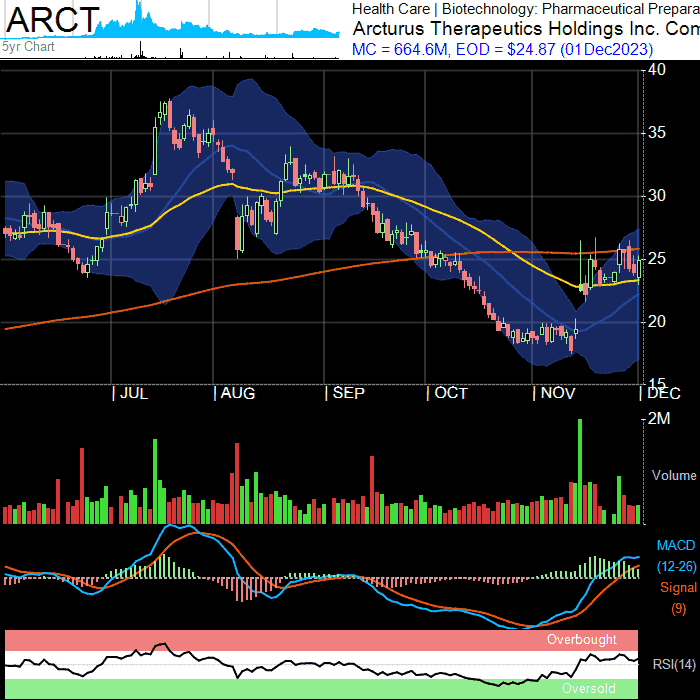 ARCT
5yr Chart
Health Care | Biotechnology: Pharmaceutical Prepara
Arcturus Therapeutics Holdings Inc. Com
MC = 664.6M, EOD = $24.87 (01Dec2023)
40
35
30
25
20
15
JUL
AUG
SEP
OCT
NOV
DEC
2M
Volume
MACD
(12-26)
Signal
(9)
Overbought
RSI(14)
Oversold